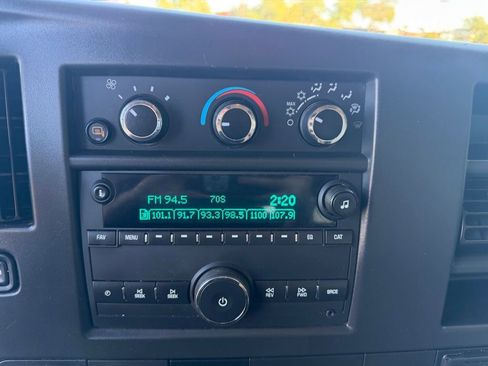 MAX
FM 94.5 70S 2:20
101.1 91.7 93.3 98.5 1100 107.9
FAV MENU EQ CAT
SEEK SEEK REV FWD SRCE